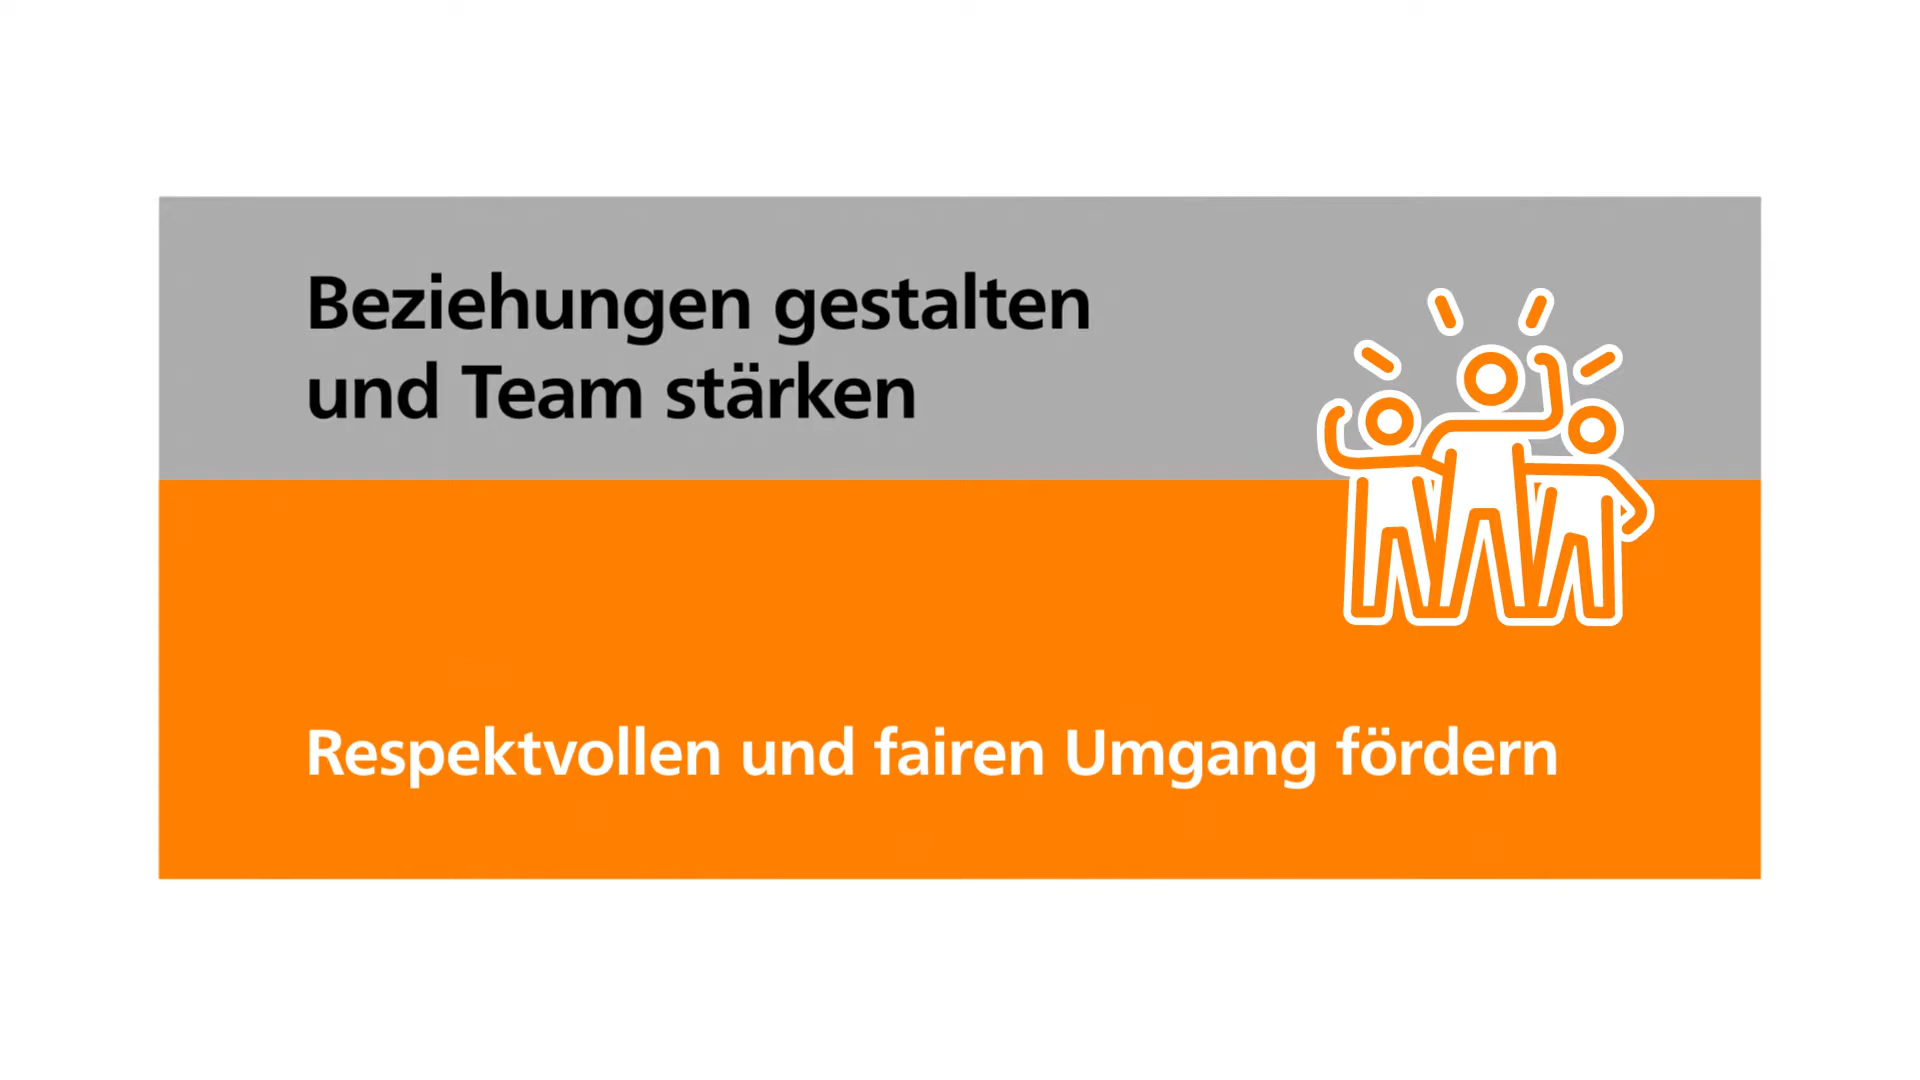 Beziehungen gestalten
und Team stärken
Respektvollen und fairen Umgang fördern